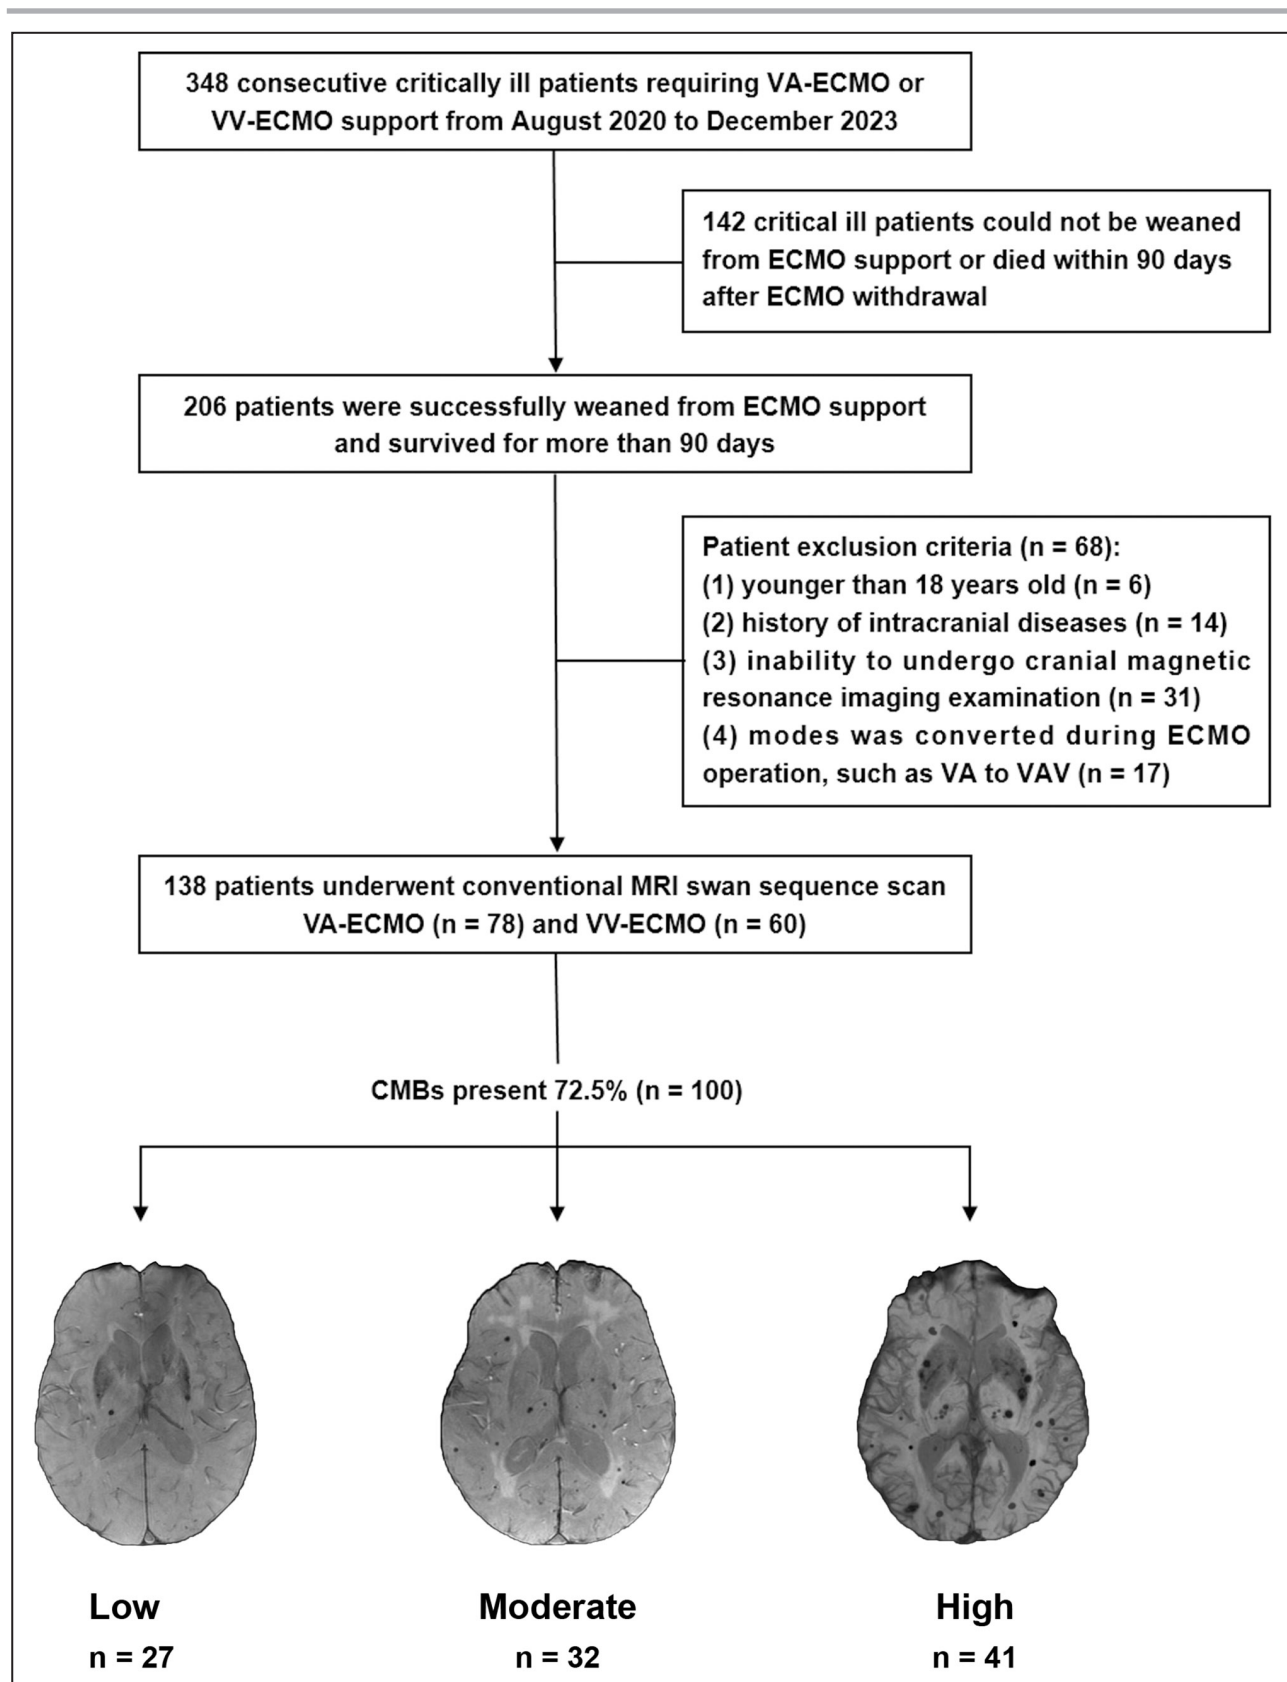 348 consecutive critically ill patients requiring VA-ECMO or
VV-ECMO support from August 2020 to December 2023
142 critical ill patients could not be weaned
from ECMO support or died within 90 days
after ECMO withdrawal
206 patients were successfully weaned from ECMO support
and survived for more than 90 days
Patient exclusion criteria (n = 68):
(1) younger than 18 years old (n = 6)
(2) history of intracranial diseases (n = 14)
(3) inability to undergo cranial magnetic
resonance imaging examination (n = 31)
(4) modes was converted during ECMO
operation, such as VA to VAV (n = 17)
138 patients underwent conventional MRI swan sequence scan
VA-ECMO (n = 78) and VV-ECMO (n = 60)
CMBs present 72.5% (n = 100)
Low
n = 27
Moderate
n = 32
High
n = 41